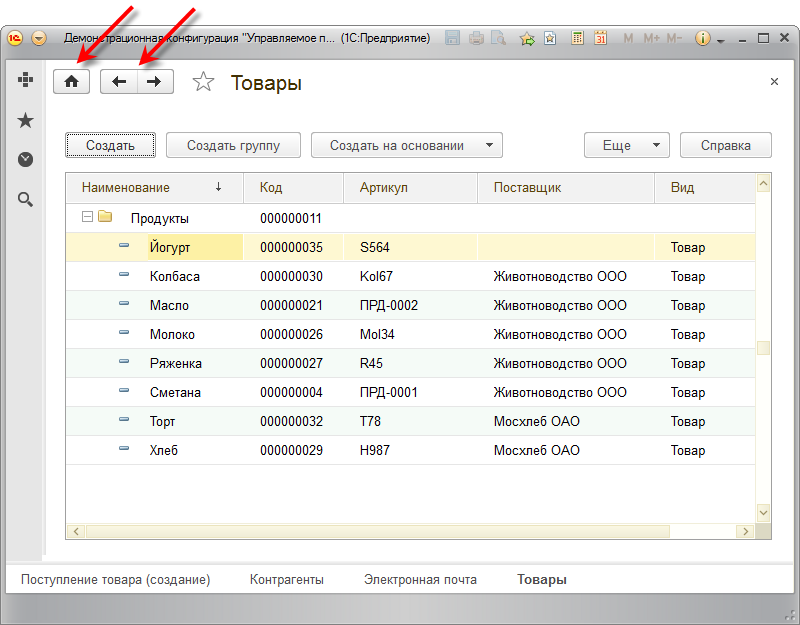 Демонстрационная конфигурация "Управляемое п... (1С:Предприятие)
M M+ M-
31
Товары
Создать Создать группу Создать на основании Еще Справка
Наименование ↓ Код Артикул Поставщик Вид
Продукты 000000011
Йогурт 000000035 S564 Товар
Колбаса 000000030 Kol67 Животноводство ООО Товар
Масло 000000021 ПРД-0002 Животноводство ООО Товар
Молоко 000000026 Mol34 Животноводство ООО Товар
Ряженка 000000027 R45 Животноводство ООО Товар
Сметана 000000004 ПРД-0001 Животноводство ООО Товар
Торт 000000032 T78 Мосхлеб ОАО Товар
Хлеб 000000029 H987 Мосхлеб ОАО Товар
Поступление товара (создание) Контрагенты Электронная почта Товары